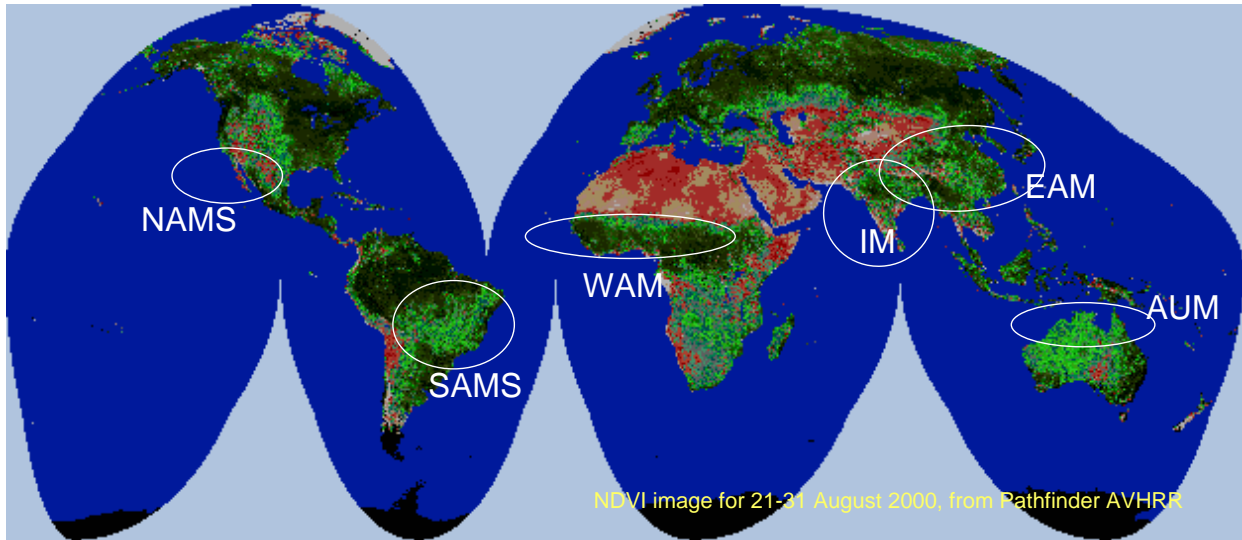 EAM
NAMS
IM
WAM
AUM
SAMS
NDVI image for 21-31 August 2000, from Pathfinder AVHRR